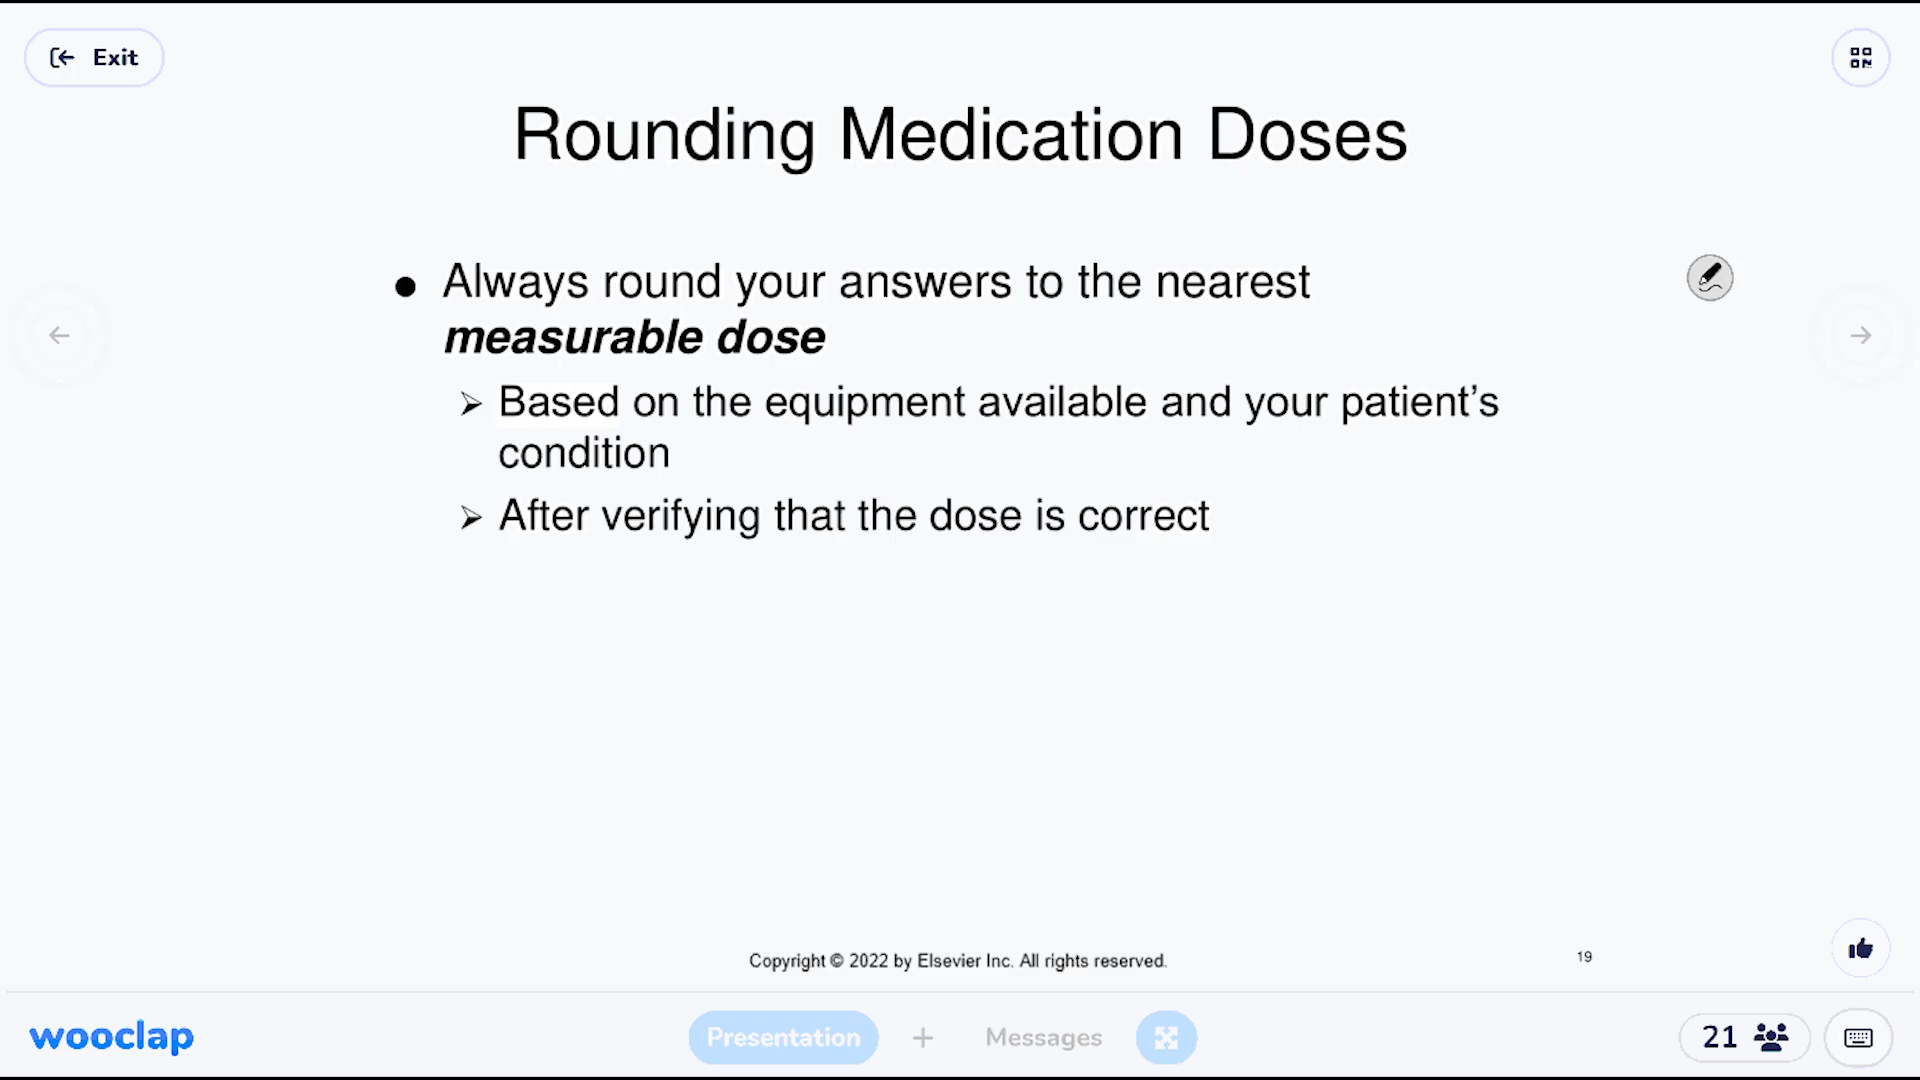 Exit
Rounding Medication Doses
● Always round your answers to the nearest
measurable dose
➢ Based on the equipment available and your patient’s
condition
➢ After verifying that the dose is correct
Copyright © 2022 by Elsevier Inc. All rights reserved.
19
wooclap
Presentation
+
Messages
21